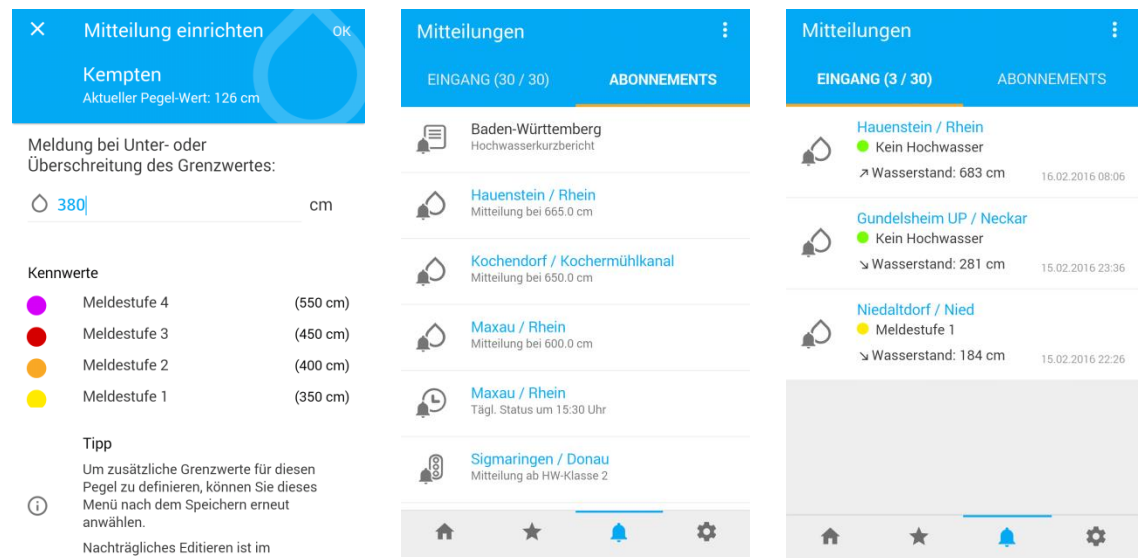 Mitteilung einrichten
OK
Kempten
Aktueller Pegel-Wert: 126 cm
Meldung bei Unter- oder
Überschreitung des Grenzwertes:
380 cm
Kennwerte
Meldestufe 4 (550 cm)
Meldestufe 3 (450 cm)
Meldestufe 2 (400 cm)
Meldestufe 1 (350 cm)
Tipp
Um zusätzliche Grenzwerte für diesen
Pegel zu definieren, können Sie dieses
Menü nach dem Speichern erneut
anwählen.
Nachträgliches Editieren ist im
Mitteilungen
EINGANG (30 / 30) ABONNEMENTS
Baden-Württemberg
Hochwasserkurzbericht
Hauenstein / Rhein
Mitteilung bei 665.0 cm
Kochendorf / Kochermühlkanal
Mitteilung bei 650.0 cm
Maxau / Rhein
Mitteilung bei 600.0 cm
Maxau / Rhein
Tägl. Status um 15:30 Uhr
Sigmaringen / Donau
Mitteilung ab HW-Klasse 2
Mitteilungen
EINGANG (3 / 30) ABONNEMENTS
Hauenstein / Rhein
Kein Hochwasser
Wasserstand: 683 cm 16.02.2016 08:06
Gundelsheim UP / Neckar
Kein Hochwasser
Wasserstand: 281 cm 15.02.2016 23:36
Niedaltdorf / Nied
Meldestufe 1
Wasserstand: 184 cm 15.02.2016 22:26